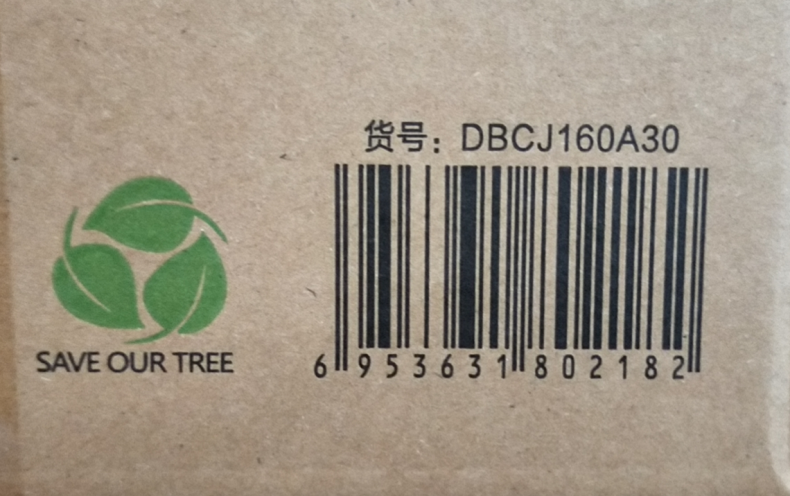 货号：DBCJ160A30
6 953631 802182
SAVE OUR TREE